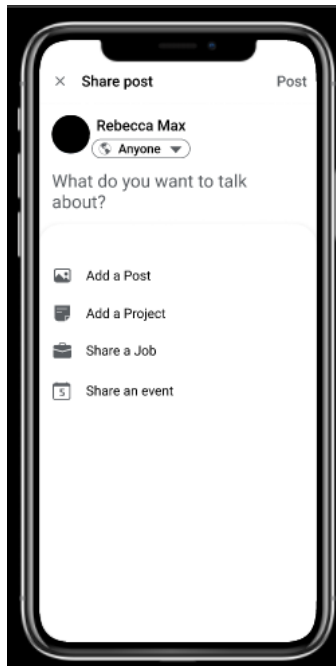 Share post
Post
Rebecca Max
Anyone
What do you want to talk
about?
Add a Post
Add a Project
Share a Job
5
Share an event